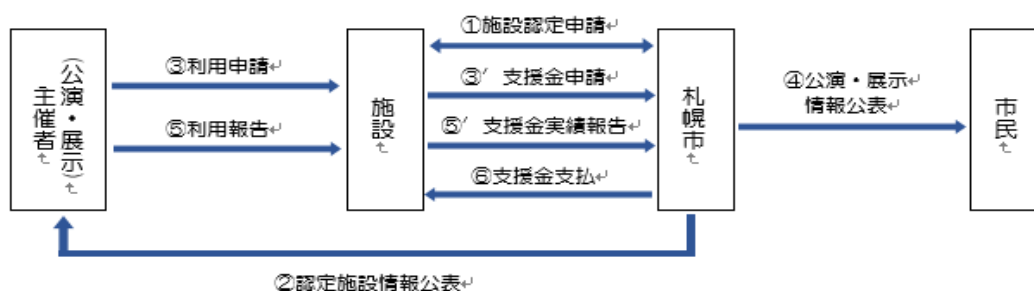 ①施設認定申請
③利用申請
③′支援金申請
④公演・展示
情報公表
主催者
（公演・展示）
施設
札幌市
市民
⑤利用報告
⑤′支援金実績報告
⑥支援金支払
②認定施設情報公表